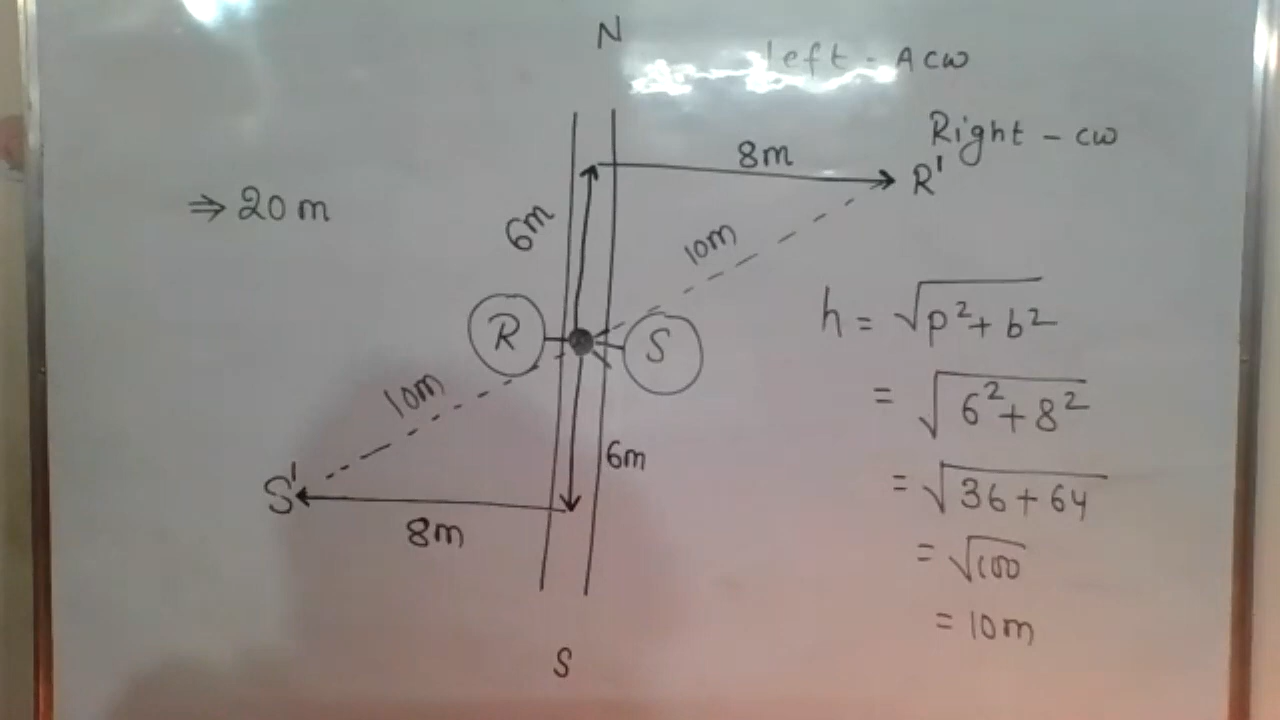 N
left - Acw
Right - cw
8m
R'
⇒ 20 m
6m
10m
R
S
h = √p²+ b²
10m
= √6²+8²
6m
S'
= √36+64
8m
= √100
= 10m
S